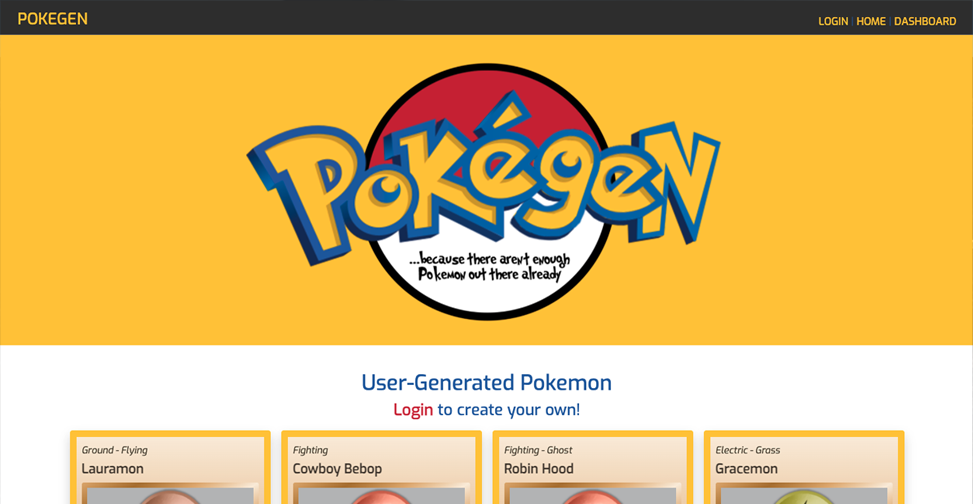 POKEGEN
LOGIN | HOME | DASHBOARD
PokégeN
...because there aren't enough
Pokemon out there already
User-Generated Pokemon
Login to create your own!
Ground - Flying
Lauramon
Fighting
Cowboy Bebop
Fighting - Ghost
Robin Hood
Electric - Grass
Gracemon